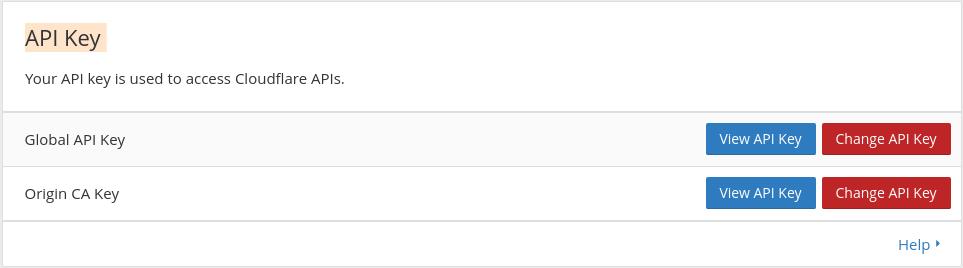 API Key
Your API key is used to access Cloudflare APIs.
Global API Key View API Key Change API Key
Origin CA Key View API Key Change API Key
Help